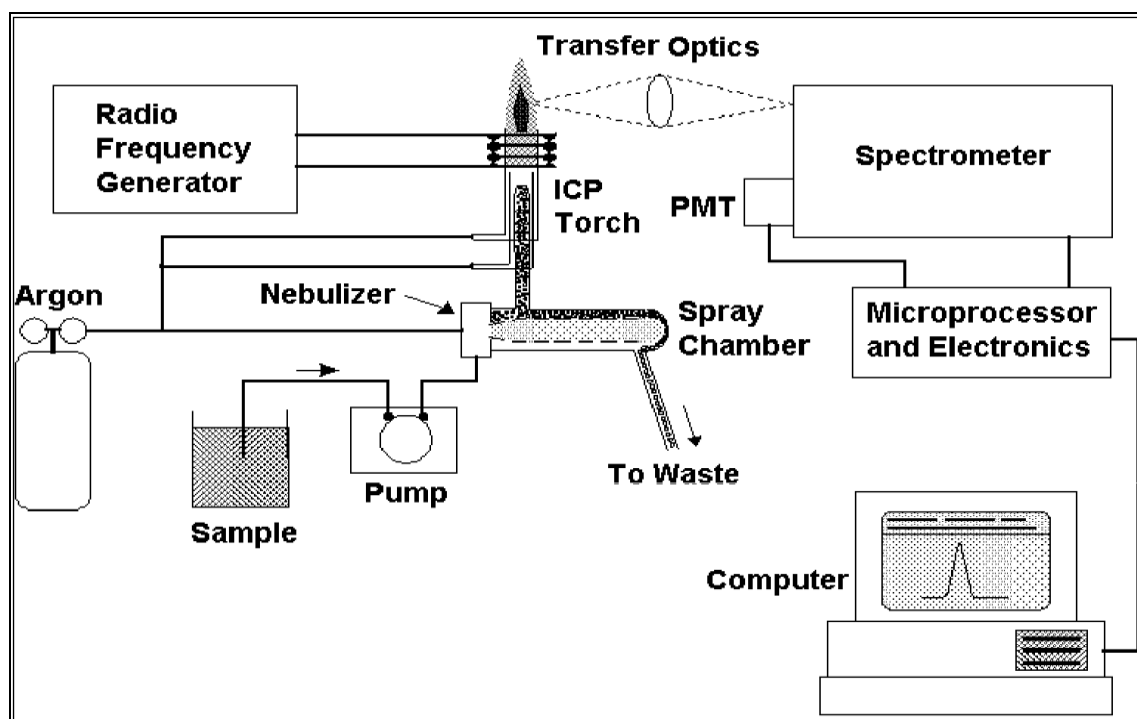 Transfer Optics
Radio
Frequency
Generator
Spectrometer
ICP
Torch
PMT
Argon
Nebulizer
Spray
Chamber
Microprocessor
and Electronics
To Waste
Pump
Sample
Computer